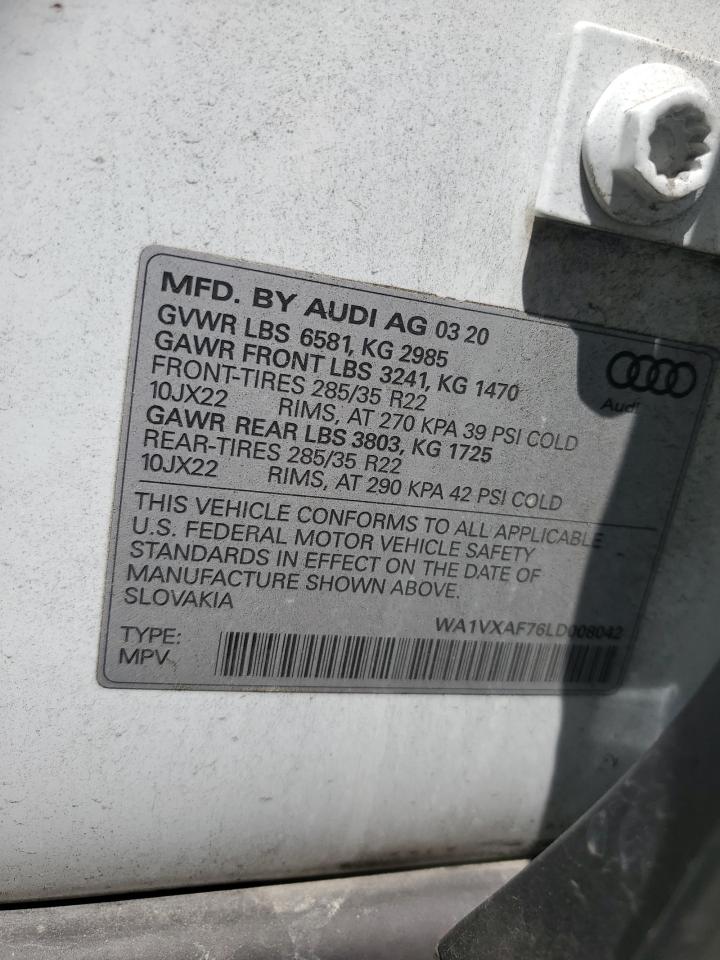 MFD. BY AUDI AG 03 20
GVWR LBS 6581, KG 2985
GAWR FRONT LBS 3241, KG 1470
FRONT-TIRES 285/35 R22
10JX22 RIMS, AT 270 KPA 39 PSI COLD
GAWR REAR LBS 3803, KG 1725
REAR-TIRES 285/35 R22
10JX22 RIMS, AT 290 KPA 42 PSI COLD
Audi
THIS VEHICLE CONFORMS TO ALL APPLICABLE
U.S. FEDERAL MOTOR VEHICLE SAFETY
STANDARDS IN EFFECT ON THE DATE OF
MANUFACTURE SHOWN ABOVE.
SLOVAKIA
WA1VXAF76LD008042
TYPE:
MPV